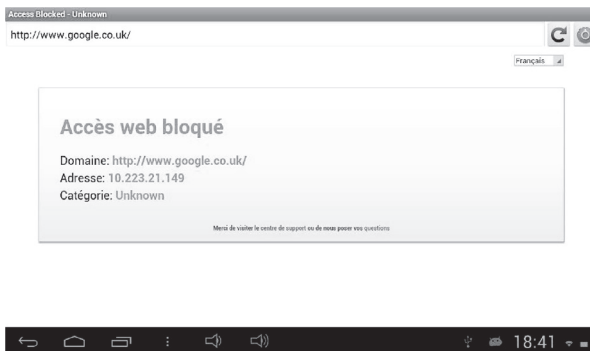 Access Blocked - Unknown
http://www.google.co.uk/
Français
Accès web bloqué
Domaine: http://www.google.co.uk/
Adresse: 10.223.21.149
Catégorie: Unknown
Merci de visiter le centre de support ou de nous poser vos questions
18:41